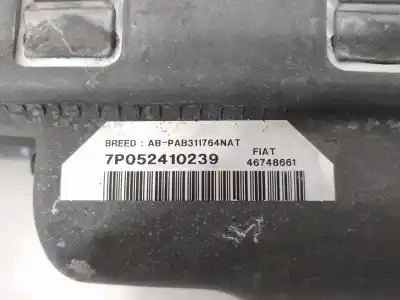 BREED : AB-PAB311764NAT
7P052410239 FIAT
46748661